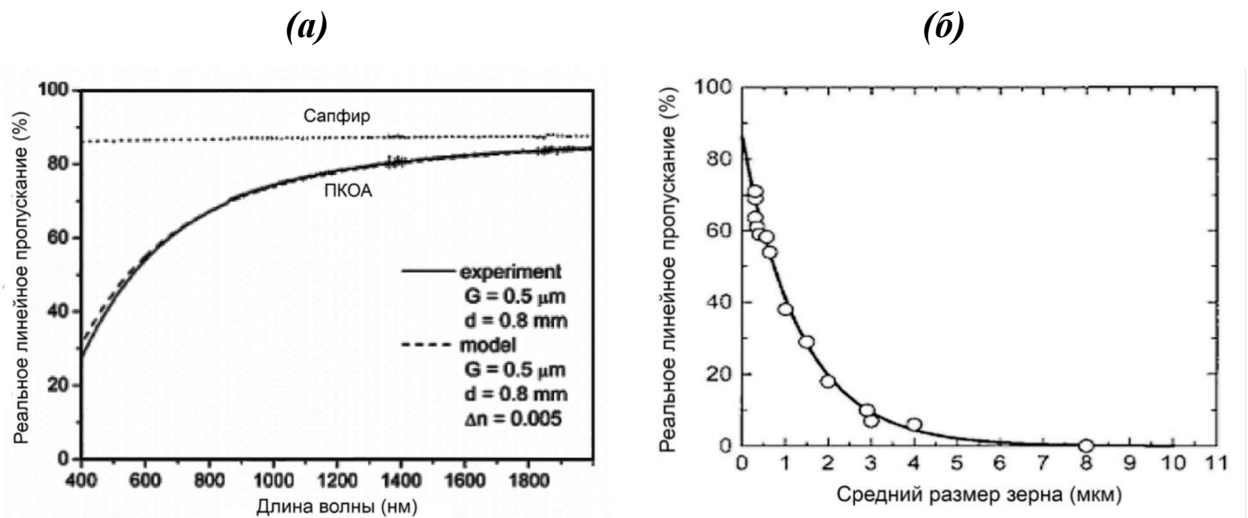 (а)
(б)
Реальное линейное пропускание (%)
100
80
60
40
20
0
Сапфир
ПКОА
experiment
G = 0.5 μm
d = 0.8 mm
model
G = 0.5 μm
d = 0.8 mm
Δn = 0.005
400 600 800 1000 1200 1400 1600 1800
Длина волны (нм)
Реальное линейное пропускание (%)
100
80
60
40
20
0
0 1 2 3 4 5 6 7 8 9 10 11
Средний размер зерна (мкм)